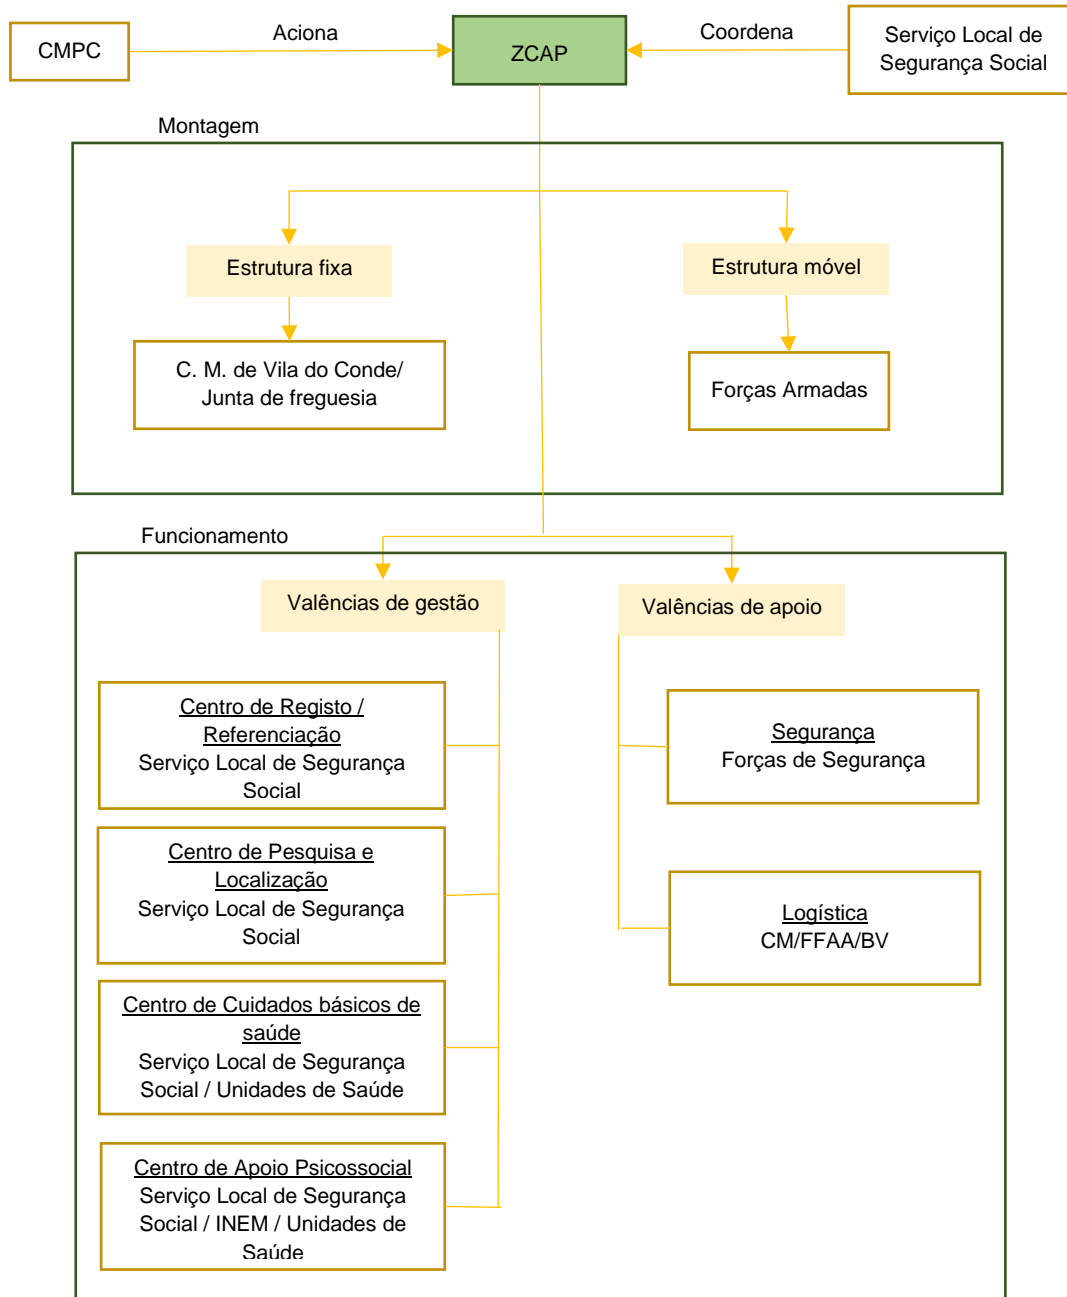 CMPC
Aciona
ZCAP
Coordena
Serviço Local de
Segurança Social
Montagem
Estrutura fixa
Estrutura móvel
C. M. de Vila do Conde/
Junta de freguesia
Forças Armadas
Funcionamento
Valências de gestão
Valências de apoio
Centro de Registo /
Referenciação
Serviço Local de Segurança
Social
Segurança
Forças de Segurança
Centro de Pesquisa e
Localização
Serviço Local de Segurança
Social
Logística
CM/FFAA/BV
Centro de Cuidados básicos de
saúde
Serviço Local de Segurança
Social / Unidades de Saúde
Centro de Apoio Psicossocial
Serviço Local de Segurança
Social / INEM / Unidades de
Saúde